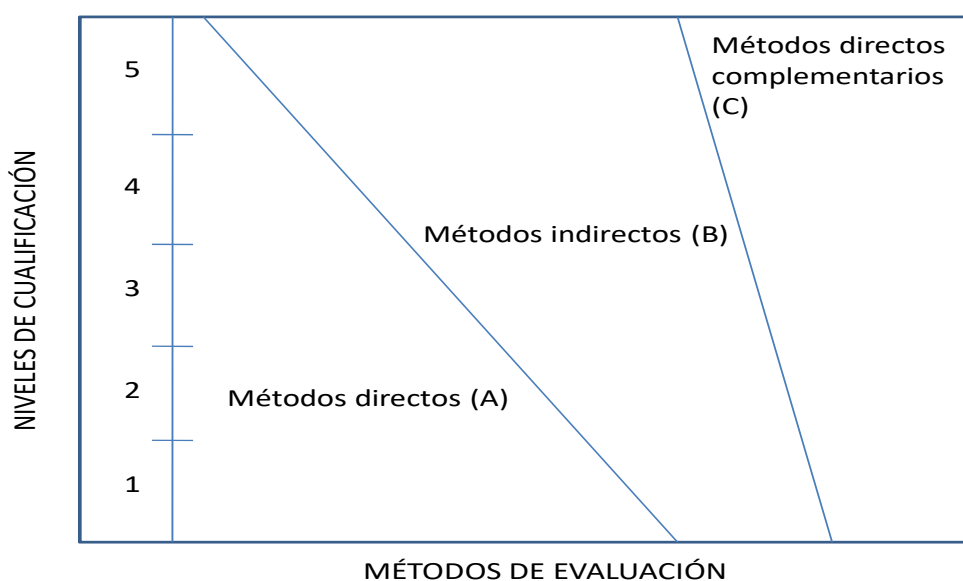 NIVELES DE CUALIFICACIÓN
5
4
3
2
1
Métodos directos
complementarios
(C)
Métodos indirectos (B)
Métodos directos (A)
MÉTODOS DE EVALUACIÓN